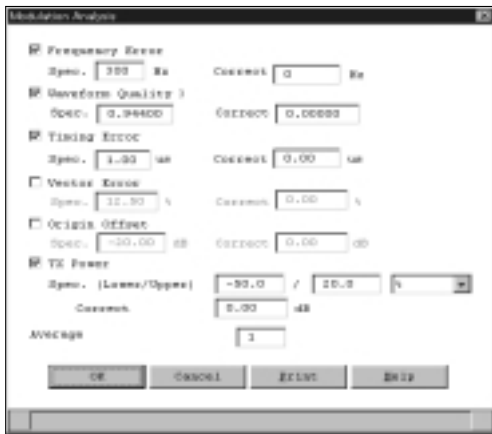 Modulation Analysis
Frequency Error
Spec. 300 Hz Correct 0 Hz
Waveform Quality
Spec. 0.94400 Correct 0.00000
Timing Error
Spec. 1.00 us Correct 0.00 us
Vector Error
Spec. 12.50 % Correct 0.00 %
Origin Offset
Spec. -20.00 dB Correct 0.00 dB
TX Power
Spec. (Lower/Upper) -50.0 / 20.0 %
Correct 0.00 dB
Average
OK Cancel Print Help